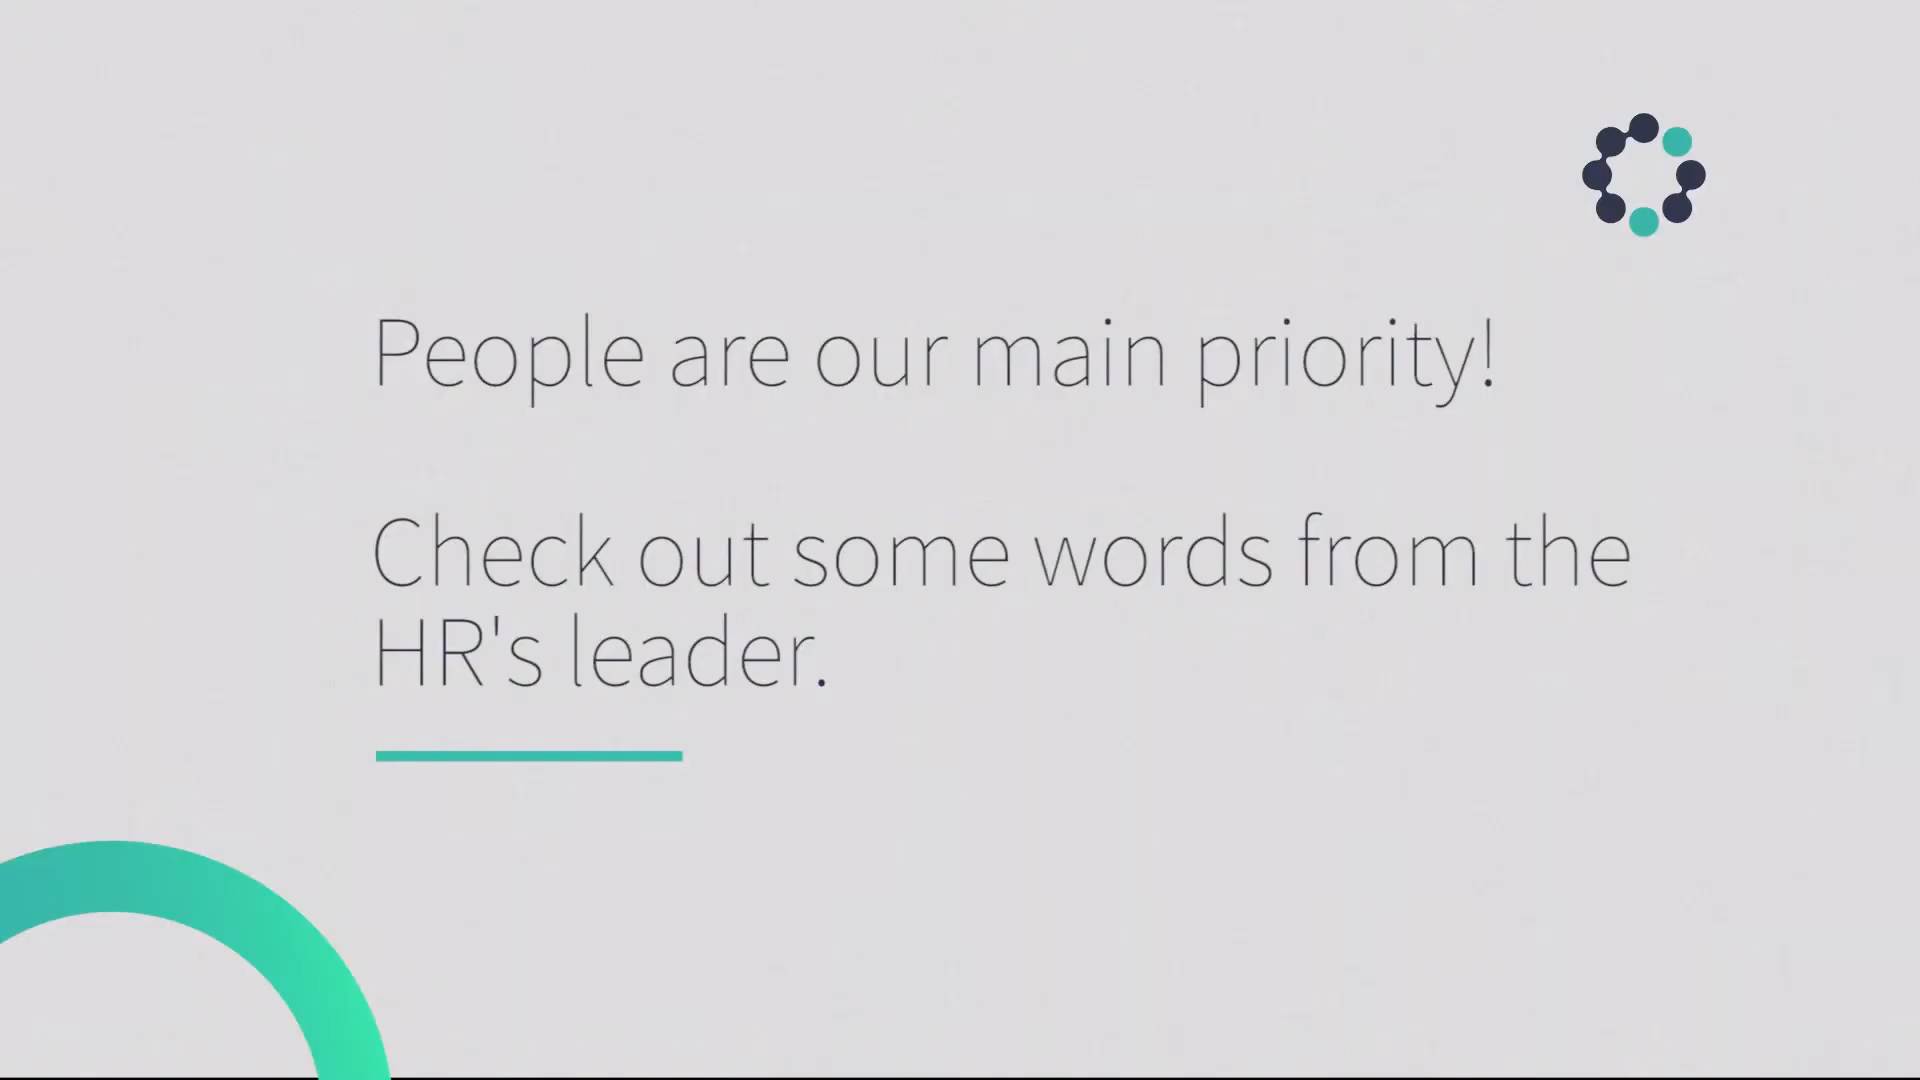 People are our main priority!
Check out some words from the
HR's leader.